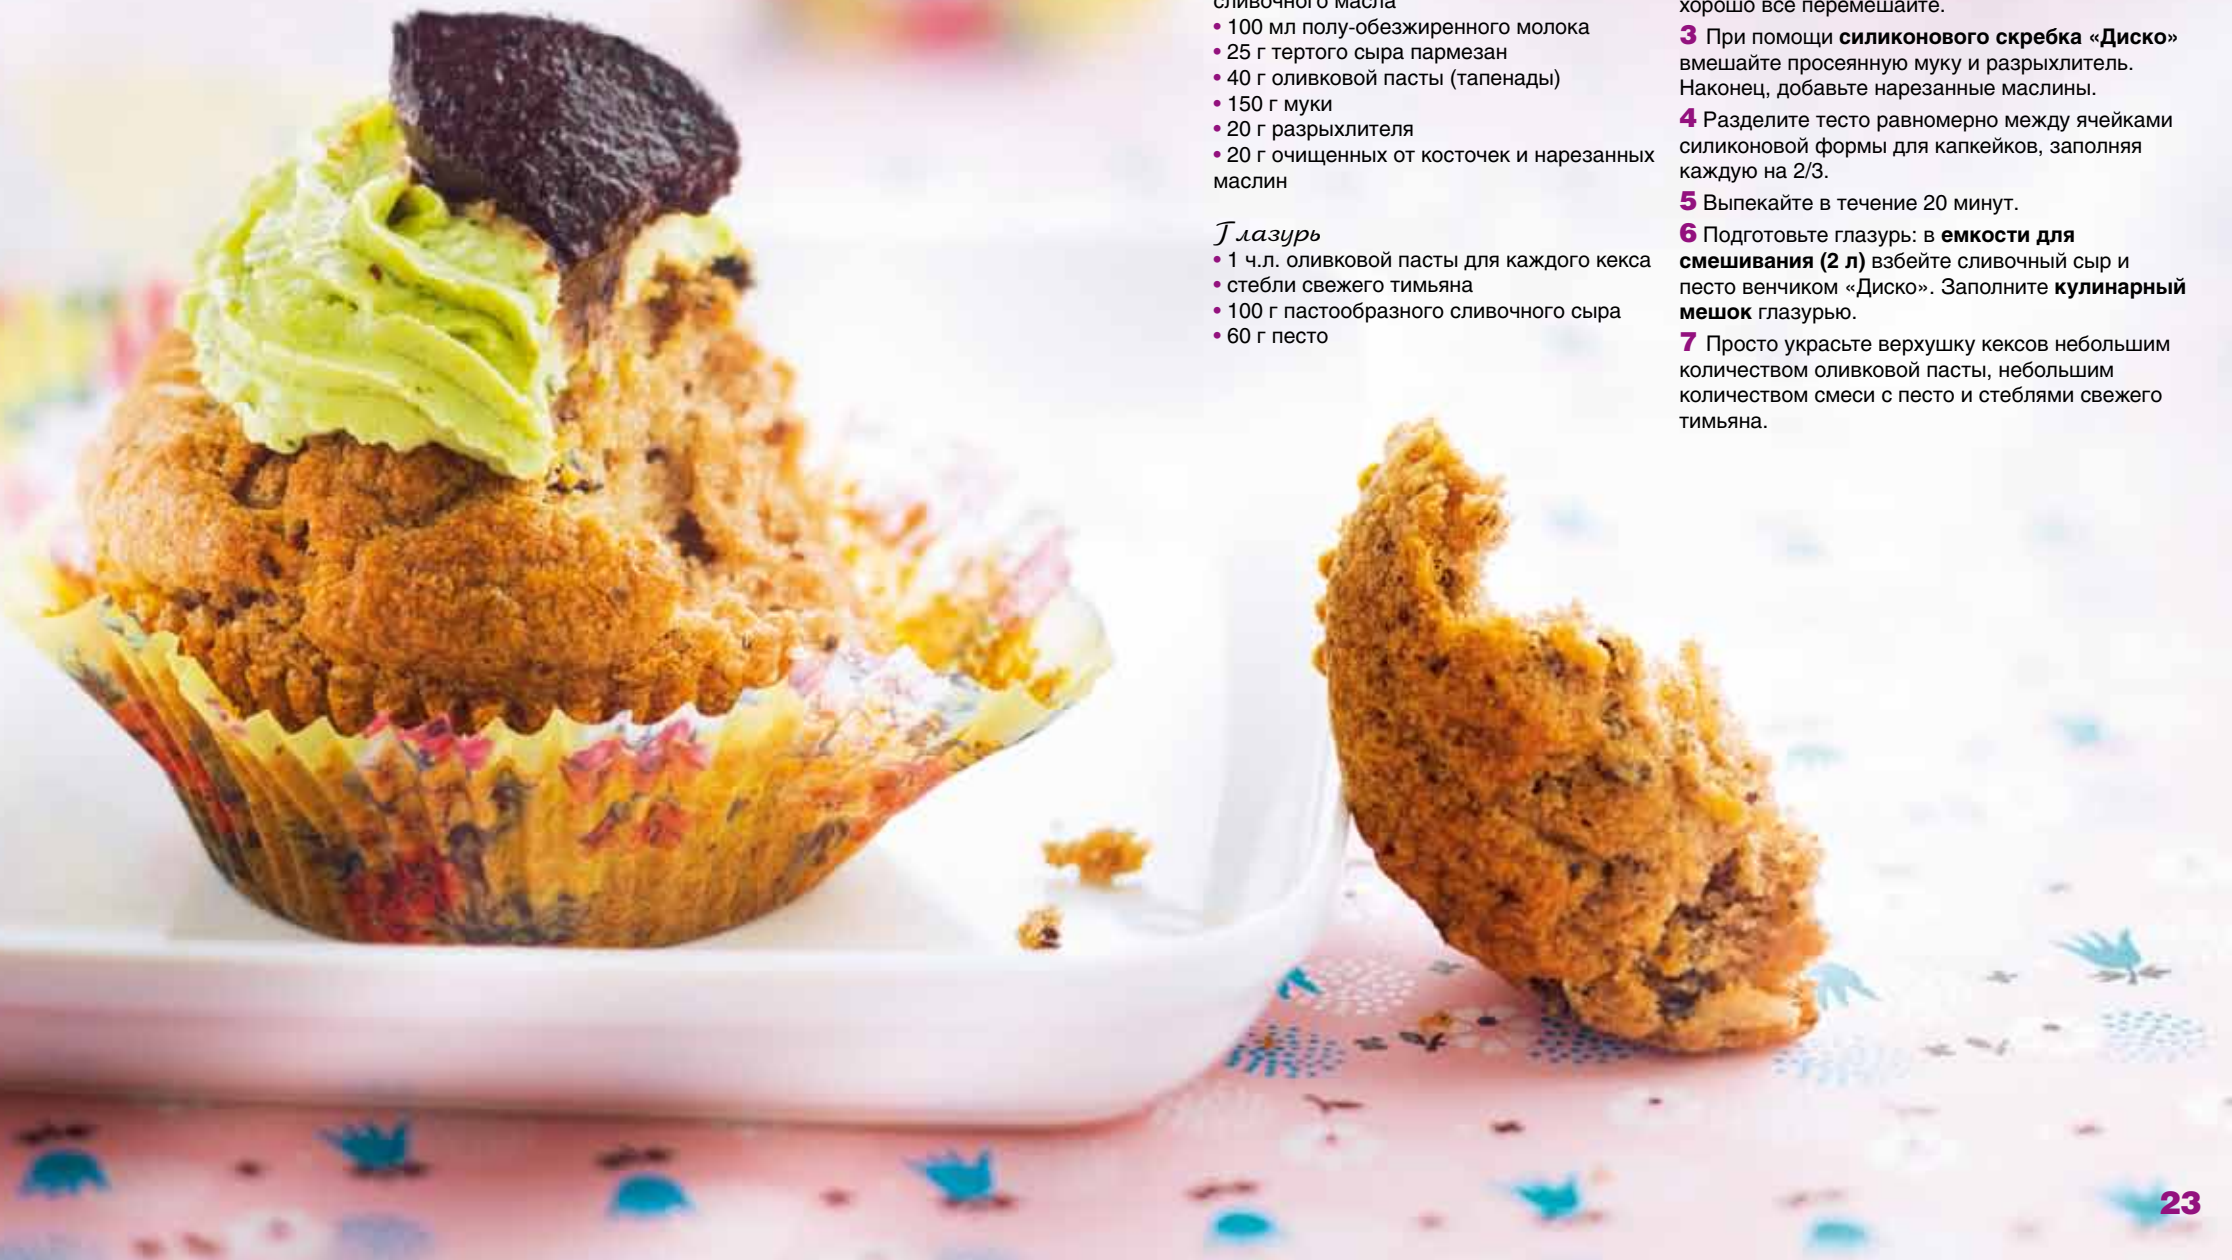 сливочного масла
• 100 мл полу-обезжиренного молока
• 25 г тертого сыра пармезан
• 40 г оливковой пасты (тапенады)
• 150 г муки
• 20 г разрыхлителя
• 20 г очищенных от косточек и нарезанных
маслин
Глазурь
• 1 ч.л. оливковой пасты для каждого кекса
• стебли свежего тимьяна
• 100 г пастообразного сливочного сыра
• 60 г песто
хорошо все перемешайте.
3 При помощи силиконового скребка «Диско»
вмешайте просеянную муку и разрыхлитель.
Наконец, добавьте нарезанные маслины.
4 Разделите тесто равномерно между ячейками
силиконовой формы для капкейков, заполняя
каждую на 2/3.
5 Выпекайте в течение 20 минут.
6 Подготовьте глазурь: в емкости для
смешивания (2 л) взбейте сливочный сыр и
песто венчиком «Диско». Заполните кулинарный
мешок глазурью.
7 Просто украсьте верхушку кексов небольшим
количеством оливковой пасты, небольшим
количеством смеси с песто и стеблями свежего
тимьяна.
23